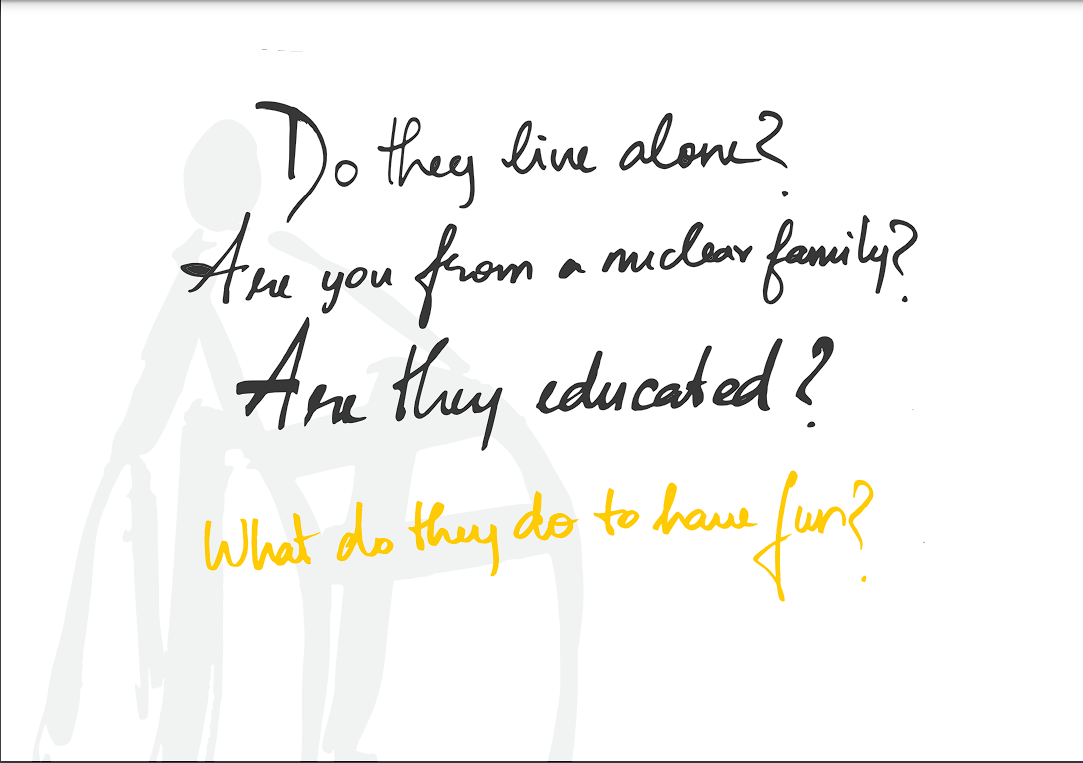 Do they live alone?
Are you from a nuclear family?
Are they educated?
What do they do to have fun?